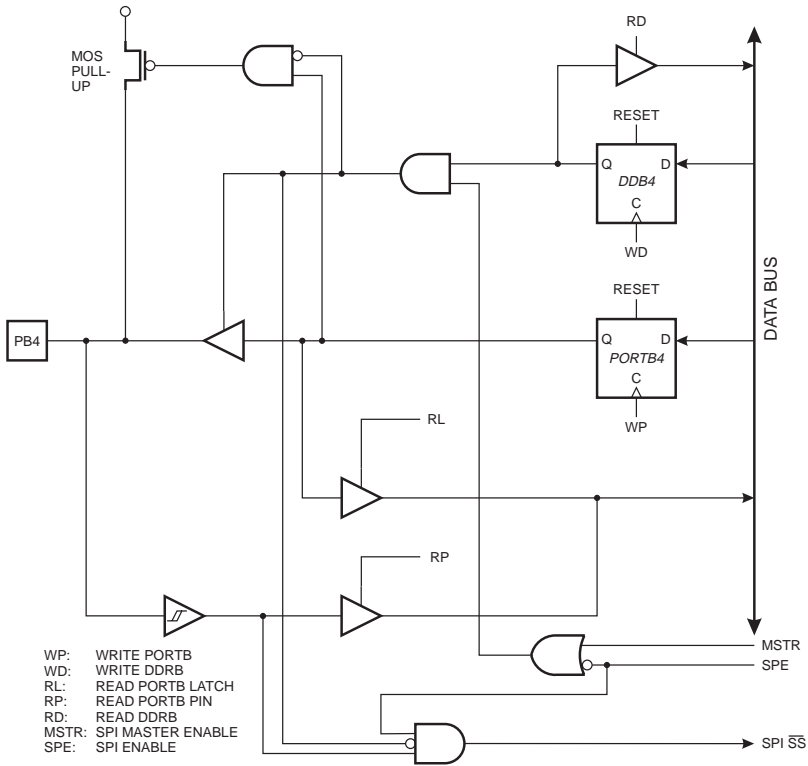 RD
MOS
PULL-
UP
RESET
Q D
DDB4
C
WD
RESET
Q D
PORTB4
C
WP
DATA BUS
PB4
RL
RP
MSTR
SPE
SPI SS
WP: WRITE PORTB
WD: WRITE DDRB
RL: READ PORTB LATCH
RP: READ PORTB PIN
RD: READ DDRB
MSTR: SPI MASTER ENABLE
SPE: SPI ENABLE